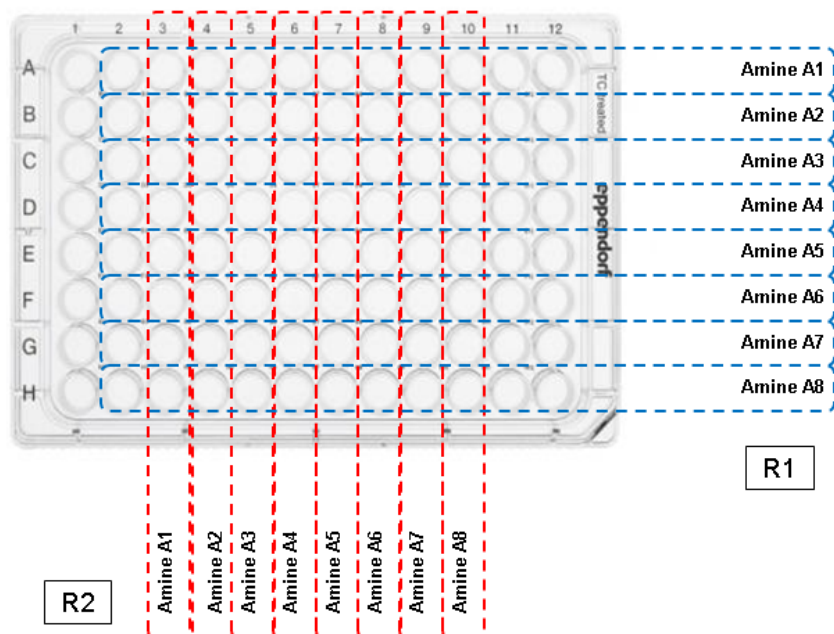 1 2 3 4 5 6 7 8 9 10 11 12
A
B
C
D
E
F
G
H
TC treated
eppendorf
Amine A1
Amine A2
Amine A3
Amine A4
Amine A5
Amine A6
Amine A7
Amine A8
R1
Amine A1
Amine A2
Amine A3
Amine A4
Amine A5
Amine A6
Amine A7
Amine A8
R2